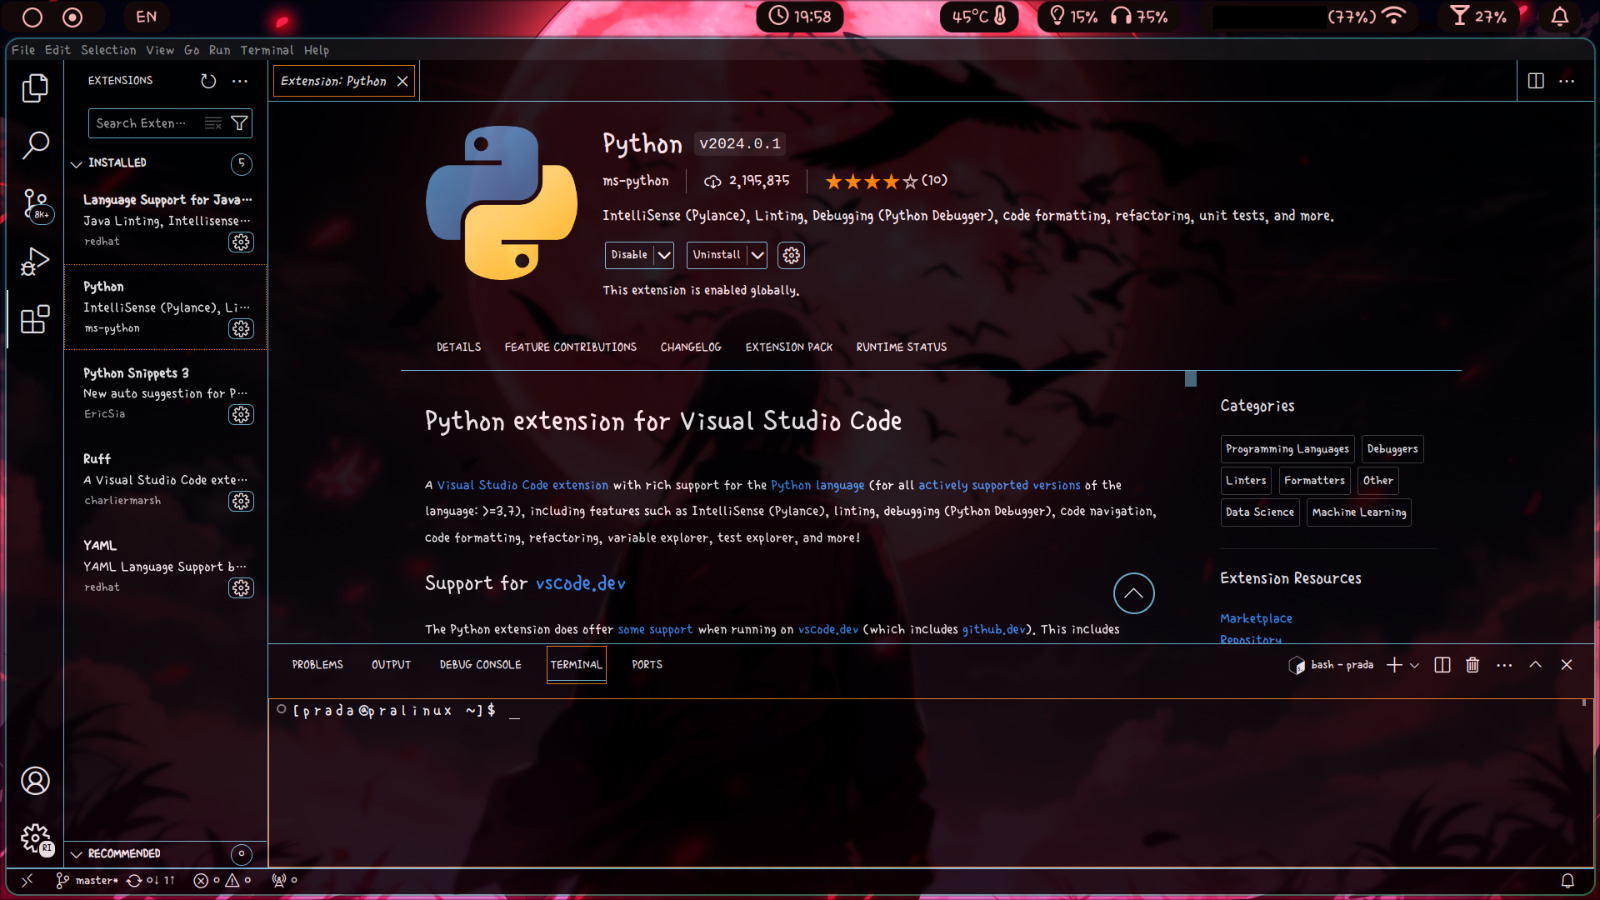 EN
19:58
45°C
15%
75%
(77%)
27%
File Edit Selection View Go Run Terminal Help
EXTENSIONS
Extension: Python
Search Exten...
INSTALLED
5
Language Support for Java...
Java Linting, Intellisense...
redhat
Python
IntelliSense (Pylance), Li...
ms-python
Python Snippets 3
New auto suggestion for P...
EricSia
Ruff
A Visual Studio Code exte...
charliermarsh
YAML
YAML Language Support b...
redhat
8k+
RECOMMENDED
0
RI
Python v2024.0.1
ms-python 2,195,875 (10)
IntelliSense (Pylance), Linting, Debugging (Python Debugger), code formatting, refactoring, unit tests, and more.
Disable Uninstall
This extension is enabled globally.
DETAILS FEATURE CONTRIBUTIONS CHANGELOG EXTENSION PACK RUNTIME STATUS
Python extension for Visual Studio Code
A Visual Studio Code extension with rich support for the Python language (for all actively supported versions of the
language: >=3.7), including features such as IntelliSense (Pylance), linting, debugging (Python Debugger), code navigation,
code formatting, refactoring, variable explorer, test explorer, and more!
Support for vscode.dev
The Python extension does offer some support when running on vscode.dev (which includes github.dev). This includes
Categories
Programming Languages Debuggers
Linters Formatters Other
Data Science Machine Learning
Extension Resources
Marketplace
Repository
PROBLEMS OUTPUT DEBUG CONSOLE TERMINAL PORTS
bash - prada
[prada@pralinux ~]$ _
master* 0↓ 1↑ 0 0 0